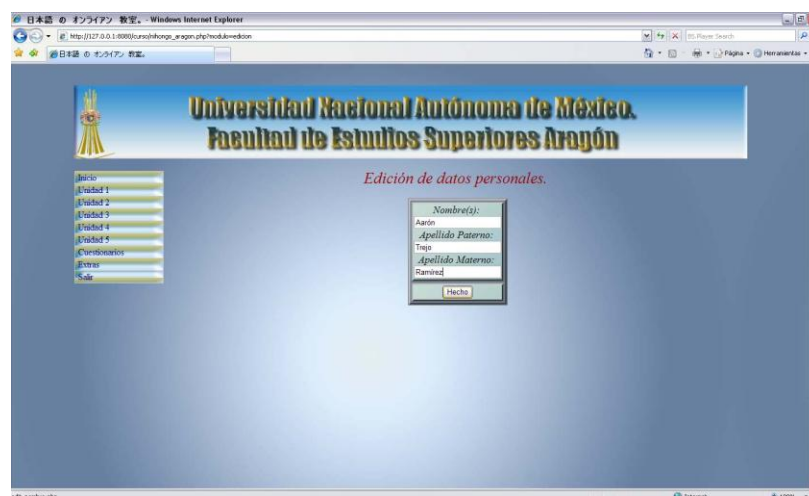 日本語 の オンライアン 教室。- Windows Internet Explorer
http://127.0.0.1:8080/curso/nihongo_aragon.php?modulo=edicion
BS.Player Search
日本語 の オンライアン 教室。
Página
Herramientas
Universidad Nacional Autónoma de México.
Facultad de Estudios Superiores Aragón
Inicio
Unidad 1
Unidad 2
Unidad 3
Unidad 4
Unidad 5
Cuestionarios
Extras
Salir
Edición de datos personales.
Nombre(s):
Aarón
Apellido Paterno:
Trejo
Apellido Materno:
Ramírez
Hecho
Internet
100%